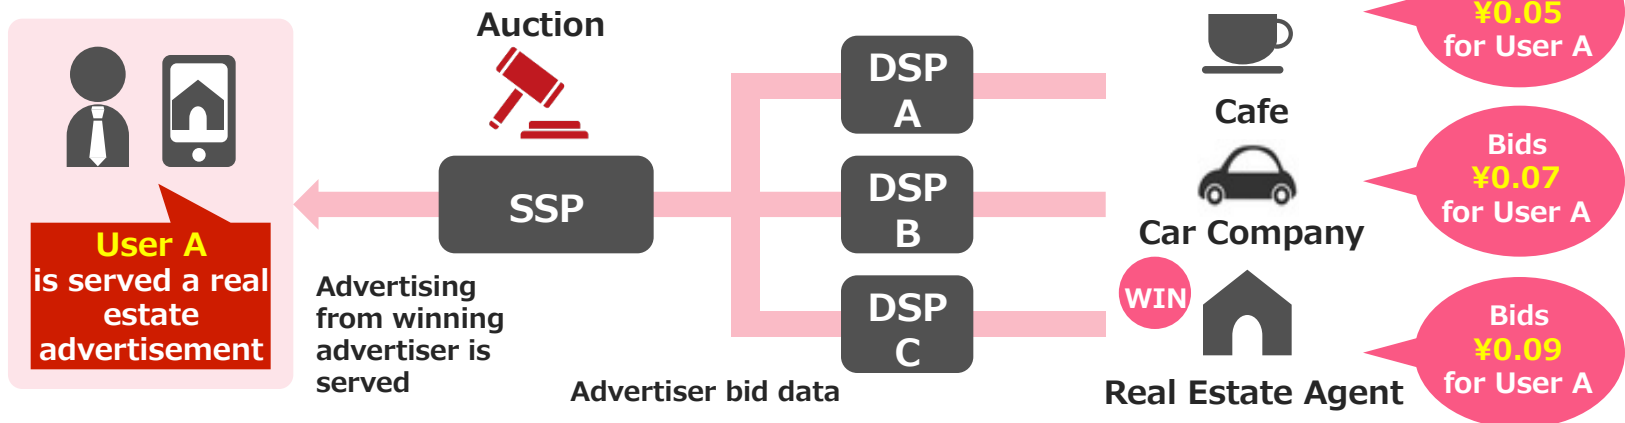 Auction
SSP
DSP
A
DSP
B
DSP
C
User A
is served a real
estate
advertisement
Advertising
from winning
advertiser is
served
Advertiser bid data
Cafe
Car Company
WIN
Real Estate Agent
¥0.05
for User A
Bids
¥0.07
for User A
Bids
¥0.09
for User A